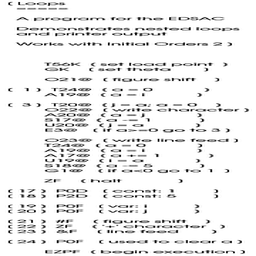 ( Loops
=====
A program for the EDSAC
Demonstrates nested loops
and printer output
Works with Initial Orders 2 )
T56K ( set load point )
GK ( set theta )
O21@ ( figure shift )
( 1 ) T24@ ( a = 0 )
A19@ ( a = i )
( 3 ) T20@ ( j = a; a = 0 )
O22@ ( write character )
A20@ ( a = j )
S17@ ( a -= 1 )
U20@ ( j = a )
E3@ ( if a>=0 go to 3 )
O23@ ( write line feed )
T24@ ( a = 0 )
A19@ ( a = i )
A17@ ( a += 1 )
U19@ ( i = a )
S18@ ( a -= 5 )
G1@ ( if a<0 go to 1 )
ZF ( halt )
( 17 ) P0D ( const: 1 )
( 18 ) P2D ( const: 5 )
( 19 ) P0F ( var: i )
( 20 ) P0F ( var: j )
( 21 ) #F ( figure shift )
( 22 ) ZF ( '+' character )
( 23 ) &F ( line feed )
( 24 ) P0F ( used to clear a )
EZPF ( begin execution )